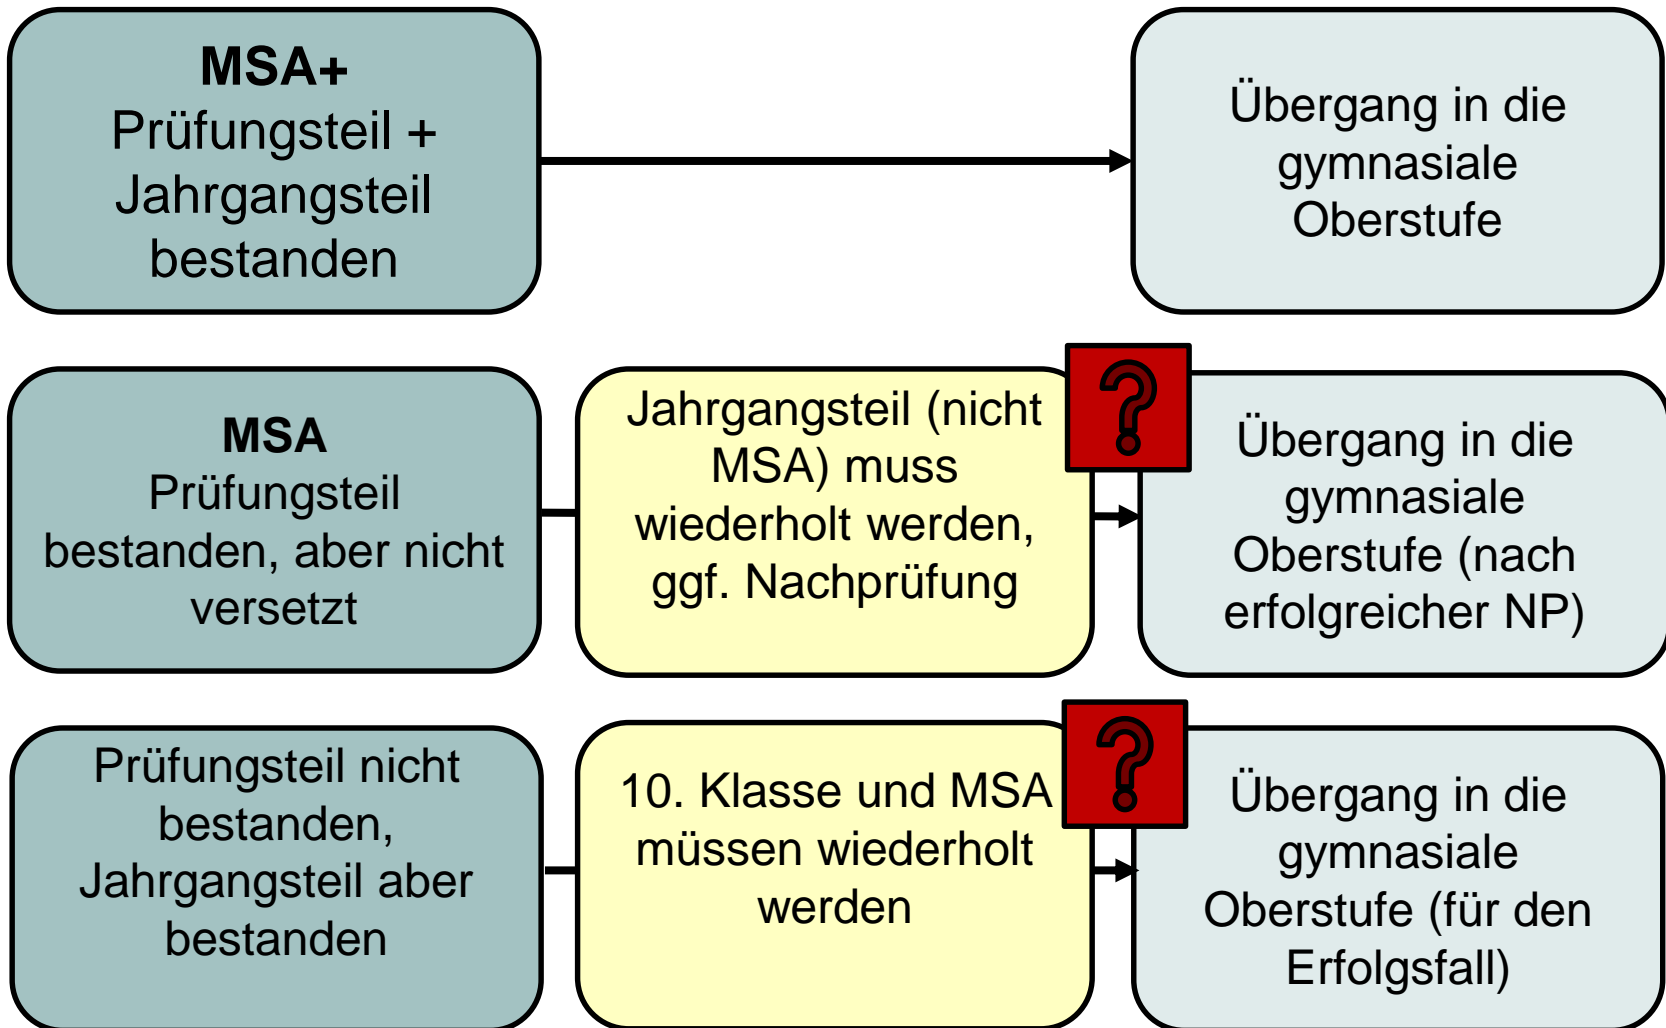 MSA+
Prüfungsteil +
Jahrgangsteil
bestanden
Übergang in die
gymnasiale
Oberstufe
MSA
Prüfungsteil
bestanden, aber nicht
versetzt
Jahrgangsteil (nicht
MSA) muss
wiederholt werden,
ggf. Nachprüfung
?
Übergang in die
gymnasiale
Oberstufe (nach
erfolgreicher NP)
Prüfungsteil nicht
bestanden,
Jahrgangsteil aber
bestanden
10. Klasse und MSA
müssen wiederholt
werden
?
Übergang in die
gymnasiale
Oberstufe (für den
Erfolgsfall)